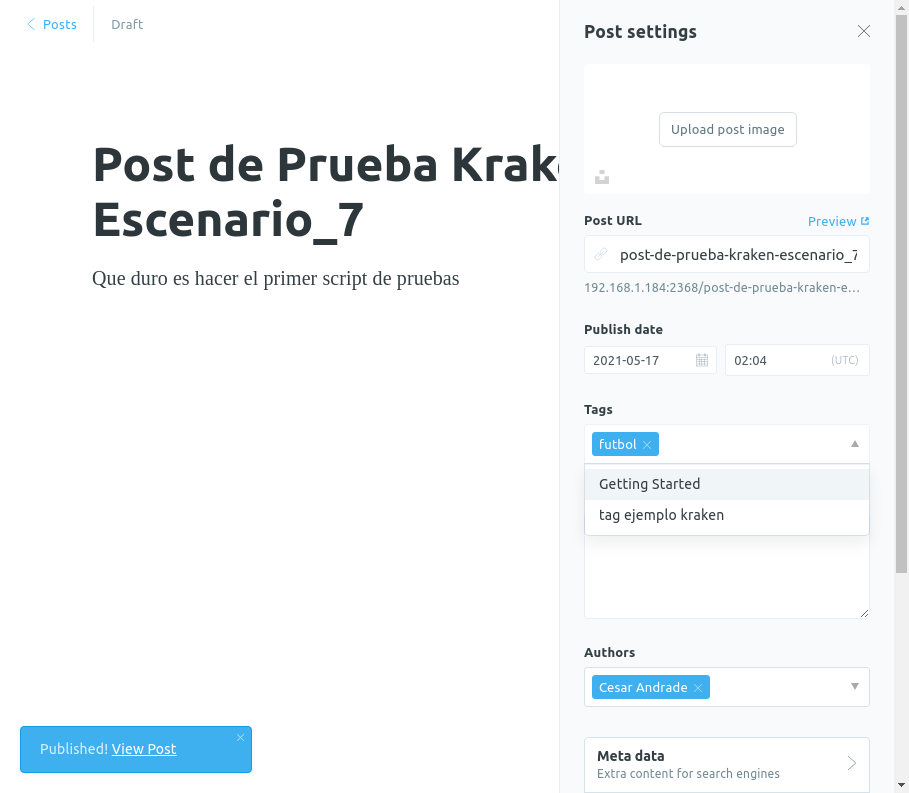 Posts
Draft
Post de Prueba Krak
Escenario_7
Que duro es hacer el primer script de pruebas
Published! View Post
Post settings
Upload post image
Post URL
Preview
post-de-prueba-kraken-escenario_7
192.168.1.184:2368/post-de-prueba-kraken-e...
Publish date
2021-05-17
02:04
(UTC)
Tags
futbol
Getting Started
tag ejemplo kraken
Authors
Cesar Andrade
Meta data
Extra content for search engines